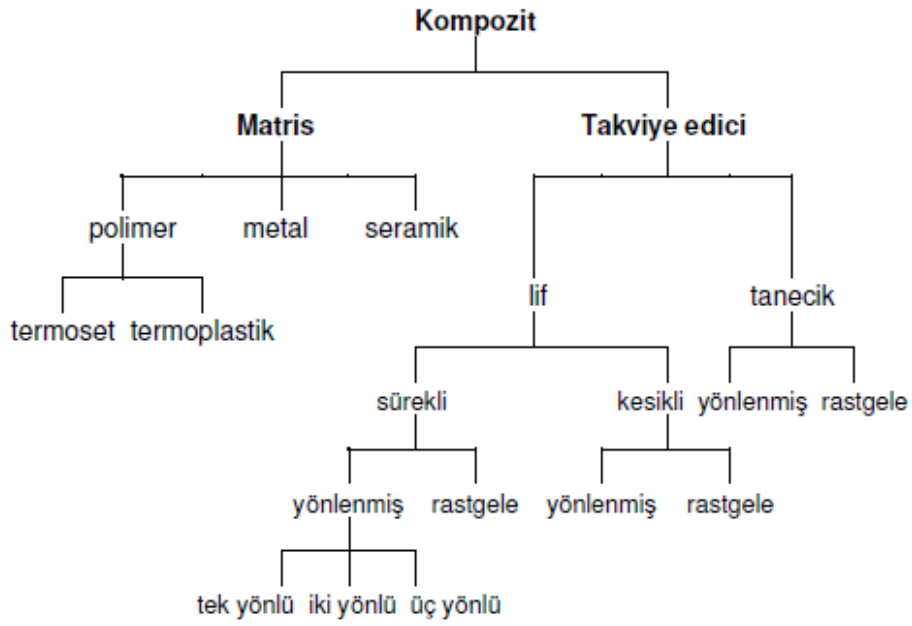 Kompozit
Matris Takviye edici
polimer metal seramik
lif tanecik
termoset termoplastik
sürekli kesikli yönlenmiş rastgele
yönlenmiş rastgele yönlenmiş rastgele
tek yönlü iki yönlü üç yönlü